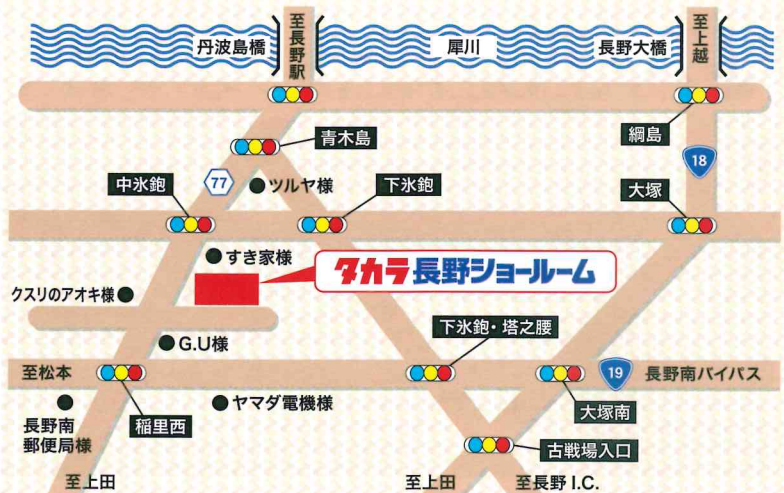 丹波島橋
至長野駅
犀川
長野大橋
至上越
青木島
綱島
18
中氷鉋
77
ツルヤ様
下氷鉋
大塚
すき家様
タカラ長野ショールーム
クスリのアオキ様
G.U様
下氷鉋・塔之腰
至松本
19
長野南バイパス
ヤマダ電機様
大塚南
長野南
郵便局様
稲里西
古戦場入口
至上田
至上田
至長野 I.C.